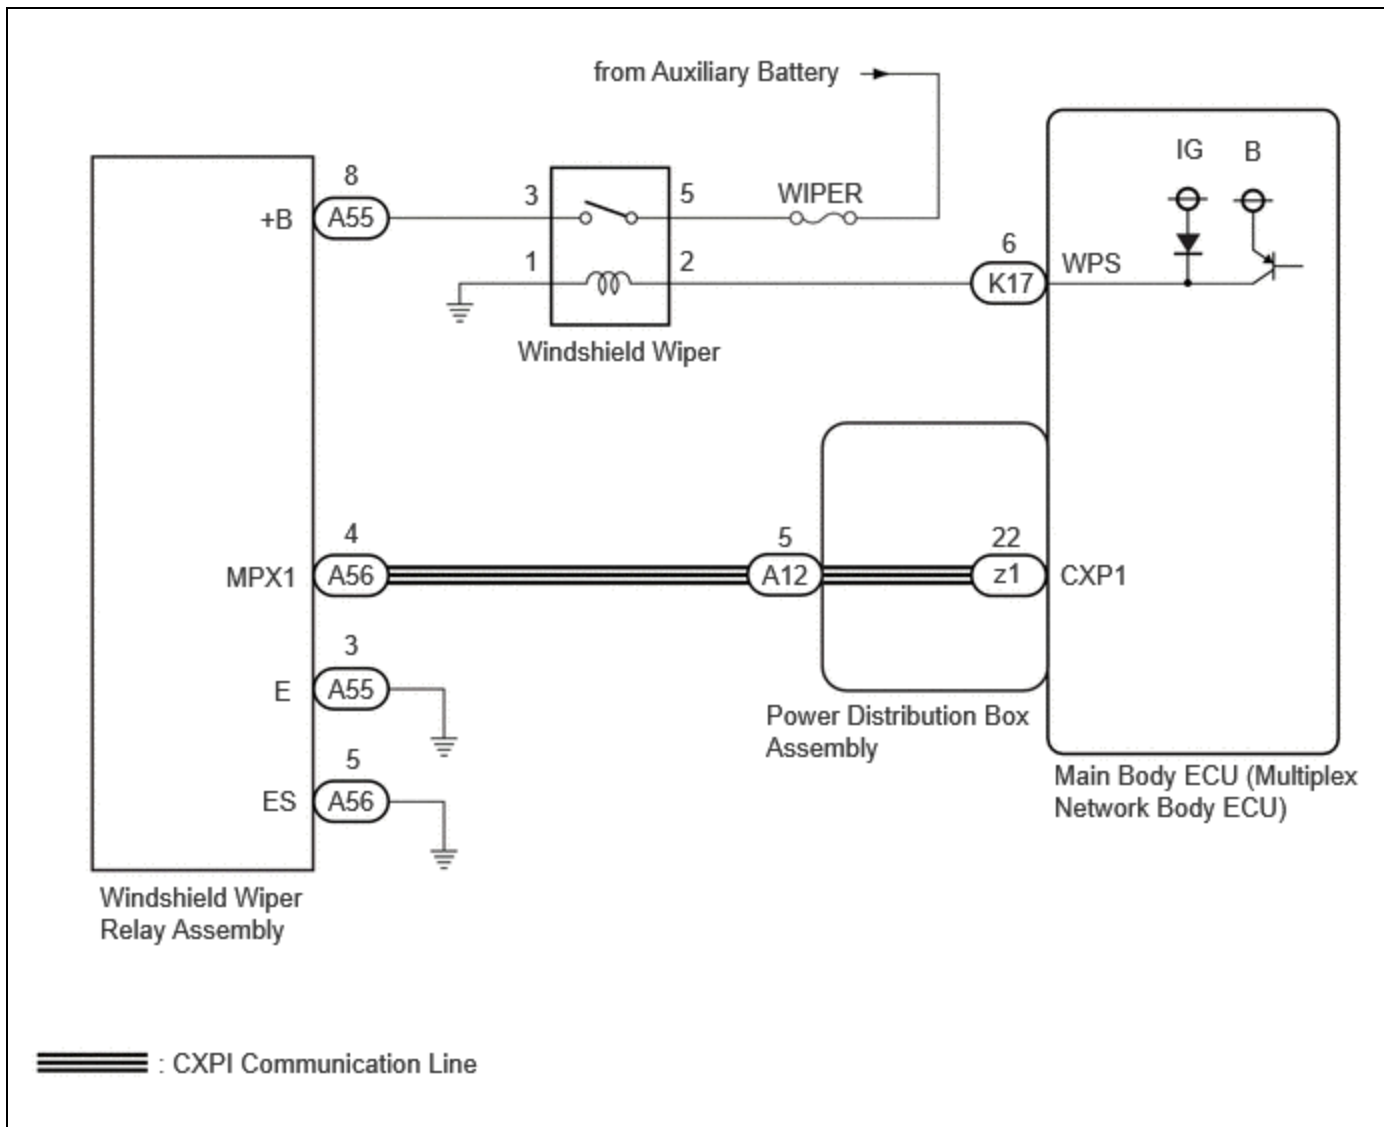 from Auxiliary Battery
IG
B
8
+B
A55
3
5
WIPER
1
2
6
WPS
K17
Windshield Wiper
4
MPX1
A56
5
A12
22
z1
CXP1
3
E
A55
Power Distribution Box
Assembly
5
ES
A56
Main Body ECU (Multiplex
Network Body ECU)
Windshield Wiper
Relay Assembly
: CXPI Communication Line